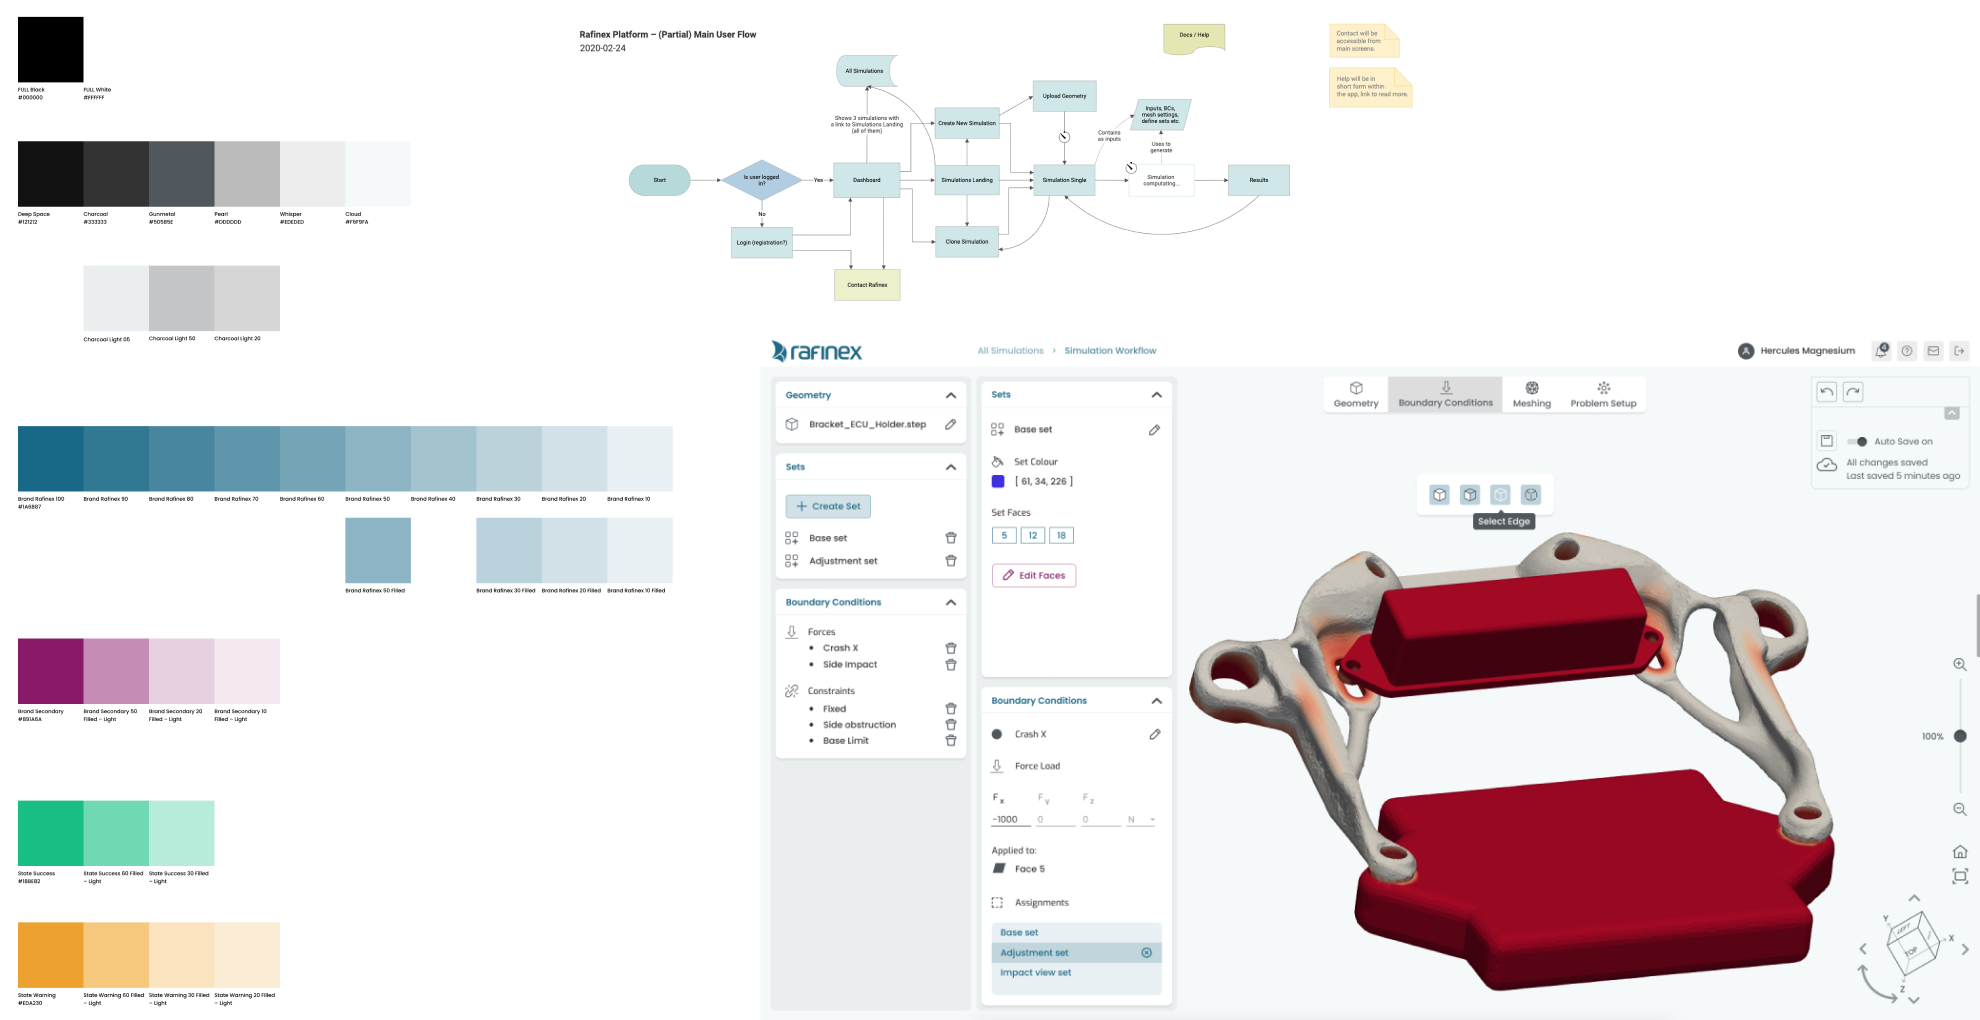 FULL Black
#000000
FULL White
#FFFFFF
Deep Space
#121212
Charcoal
#333333
Gunmetal
#505B5E
Pearl
#DDDDDD
Whisper
#EDEDED
Cloud
#F6F9FA
Charcoal Light 05
Charcoal Light 50
Charcoal Light 20
Brand Rafinex 100
#1A6887
Brand Rafinex 90
Brand Rafinex 80
Brand Rafinex 70
Brand Rafinex 60
Brand Rafinex 50
Brand Rafinex 40
Brand Rafinex 30
Brand Rafinex 20
Brand Rafinex 10
Brand Rafinex 50 Filled
Brand Rafinex 30 Filled
Brand Rafinex 20 Filled
Brand Rafinex 10 Filled
Brand Secondary
#891A6A
Brand Secondary 50
Filled – Light
Brand Secondary 20
Filled – Light
Brand Secondary 10
Filled – Light
State Success
#1BBE82
State Success 60 Filled
– Light
State Success 30 Filled
– Light
State Warning
#EDA230
State Warning 60 Filled
– Light
State Warning 30 Filled
– Light
State Warning 20 Filled
– Light
Rafinex Platform – (Partial) Main User Flow
2020-02-24
Docs / Help
Contact will be
accessible from
main screens.
Help will be in
short form within
the app, link to read more.
All Simulations
Shows 3 simulations with
a link to Simulations Landing
(all of them)
Upload Geometry
Create New Simulation
Inputs, BCs,
mesh settings,
define sets etc.
Contains
as inputs
Uses to
generate
Start
Is user logged
in?
Yes
No
Dashboard
Simulations Landing
Simulation Single
Simulation
computing...
Results
Login (registration?)
Clone Simulation
Contact Rafinex
rafinex
All Simulations > Simulation Workflow
Hercules Magnesium
4
Geometry
Bracket_ECU_Holder.step
Sets
+ Create Set
Base set
Adjustment set
Boundary Conditions
Forces
• Crash X
• Side Impact
Constraints
• Fixed
• Side obstruction
• Base Limit
Sets
Base set
Set Colour
[ 61, 34, 226 ]
Set Faces
5 12 18
Edit Faces
Boundary Conditions
Crash X
Force Load
Fx Fy Fz
-1000 0 0 N
Applied to:
Face 5
Assignments
Base set
Adjustment set
Impact view set
Geometry
Boundary Conditions
Meshing
Problem Setup
Select Edge
Auto Save on
All changes saved
Last saved 5 minutes ago
100%
Y
LEFT
X
TOP
Z